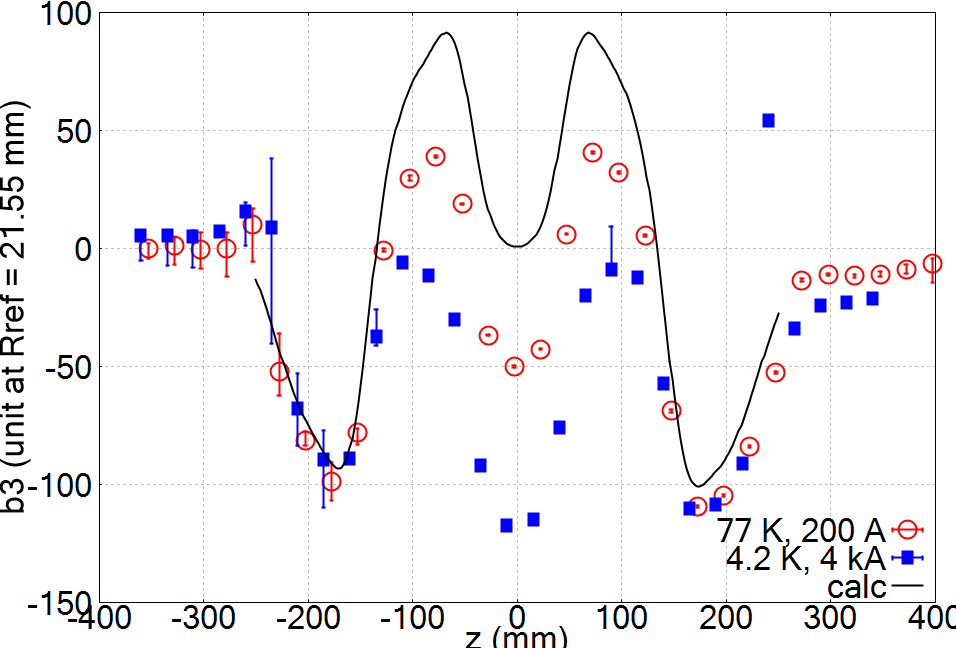 b3 (unit at Rref = 21.55 mm)
100
50
0
-50
-100
-150
77 K, 200 A
4.2 K, 4 kA
calc
-400 -300 -200 -100 0 100 200 300 400
z (mm)